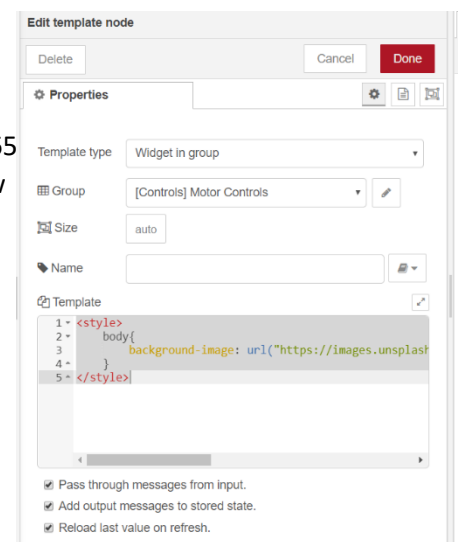 Edit template node
Delete Cancel Done
Properties
Template type Widget in group
Group [Controls] Motor Controls
Size auto
Name
Template
1 <style>
2 body{
3 background-image: url("https://images.unsplash
4 }
5 </style>
Pass through messages from input.
Add output messages to stored state.
Reload last value on refresh.